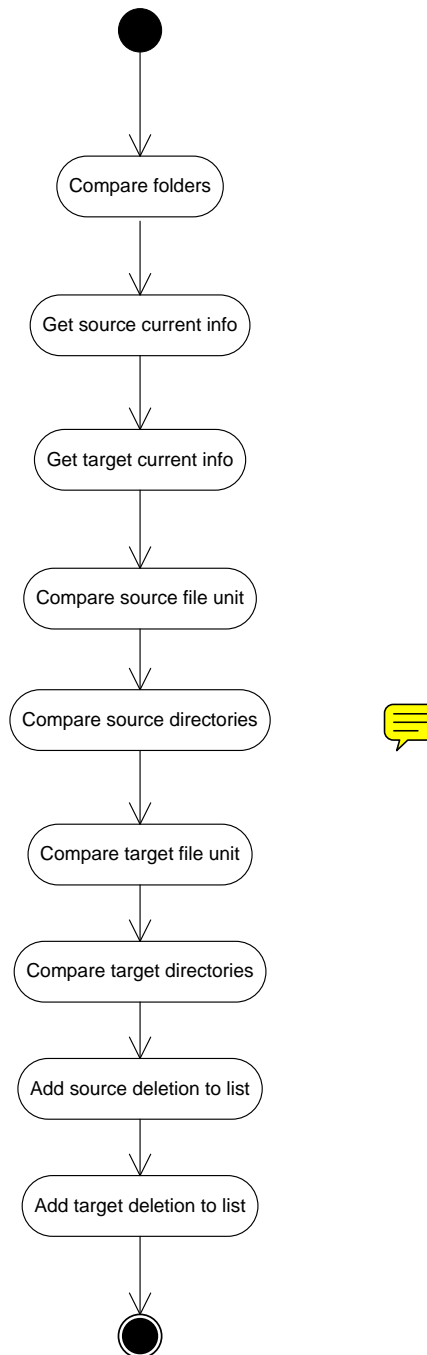 Compare folders
Get source current info
Get target current info
Compare source file unit
Compare source directories
Compare target file unit
Compare target directories
Add source deletion to list
Add target deletion to list